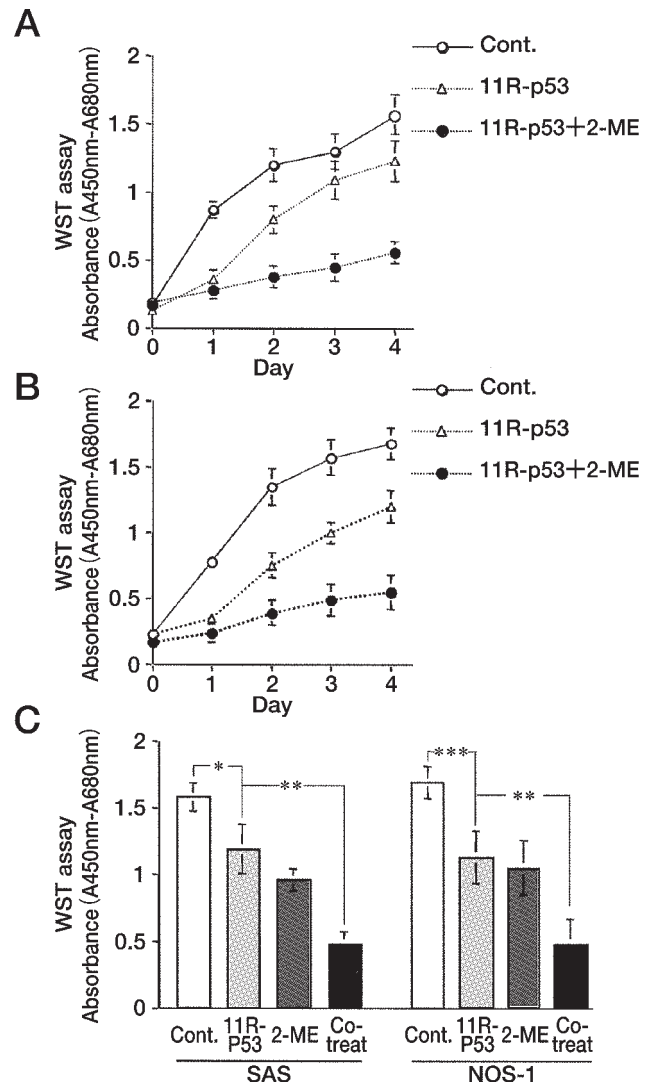 A
WST assay
Absorbance (A450nm-A680nm)
2
1.5
1
0.5
0
0 1 2 3 4
Day
Cont.
11R-p53
11R-p53+2-ME
B
WST assay
Absorbance (A450nm-A680nm)
2
1.5
1
0.5
0
0 1 2 3 4
Day
Cont.
11R-p53
11R-p53+2-ME
C
WST assay
Absorbance (A450nm-A680nm)
2
1.5
1
0.5
0
* ** *** **
Cont. 11R-P53 2-ME Co-treat
Cont. 11R-P53 2-ME Co-treat
SAS NOS-1